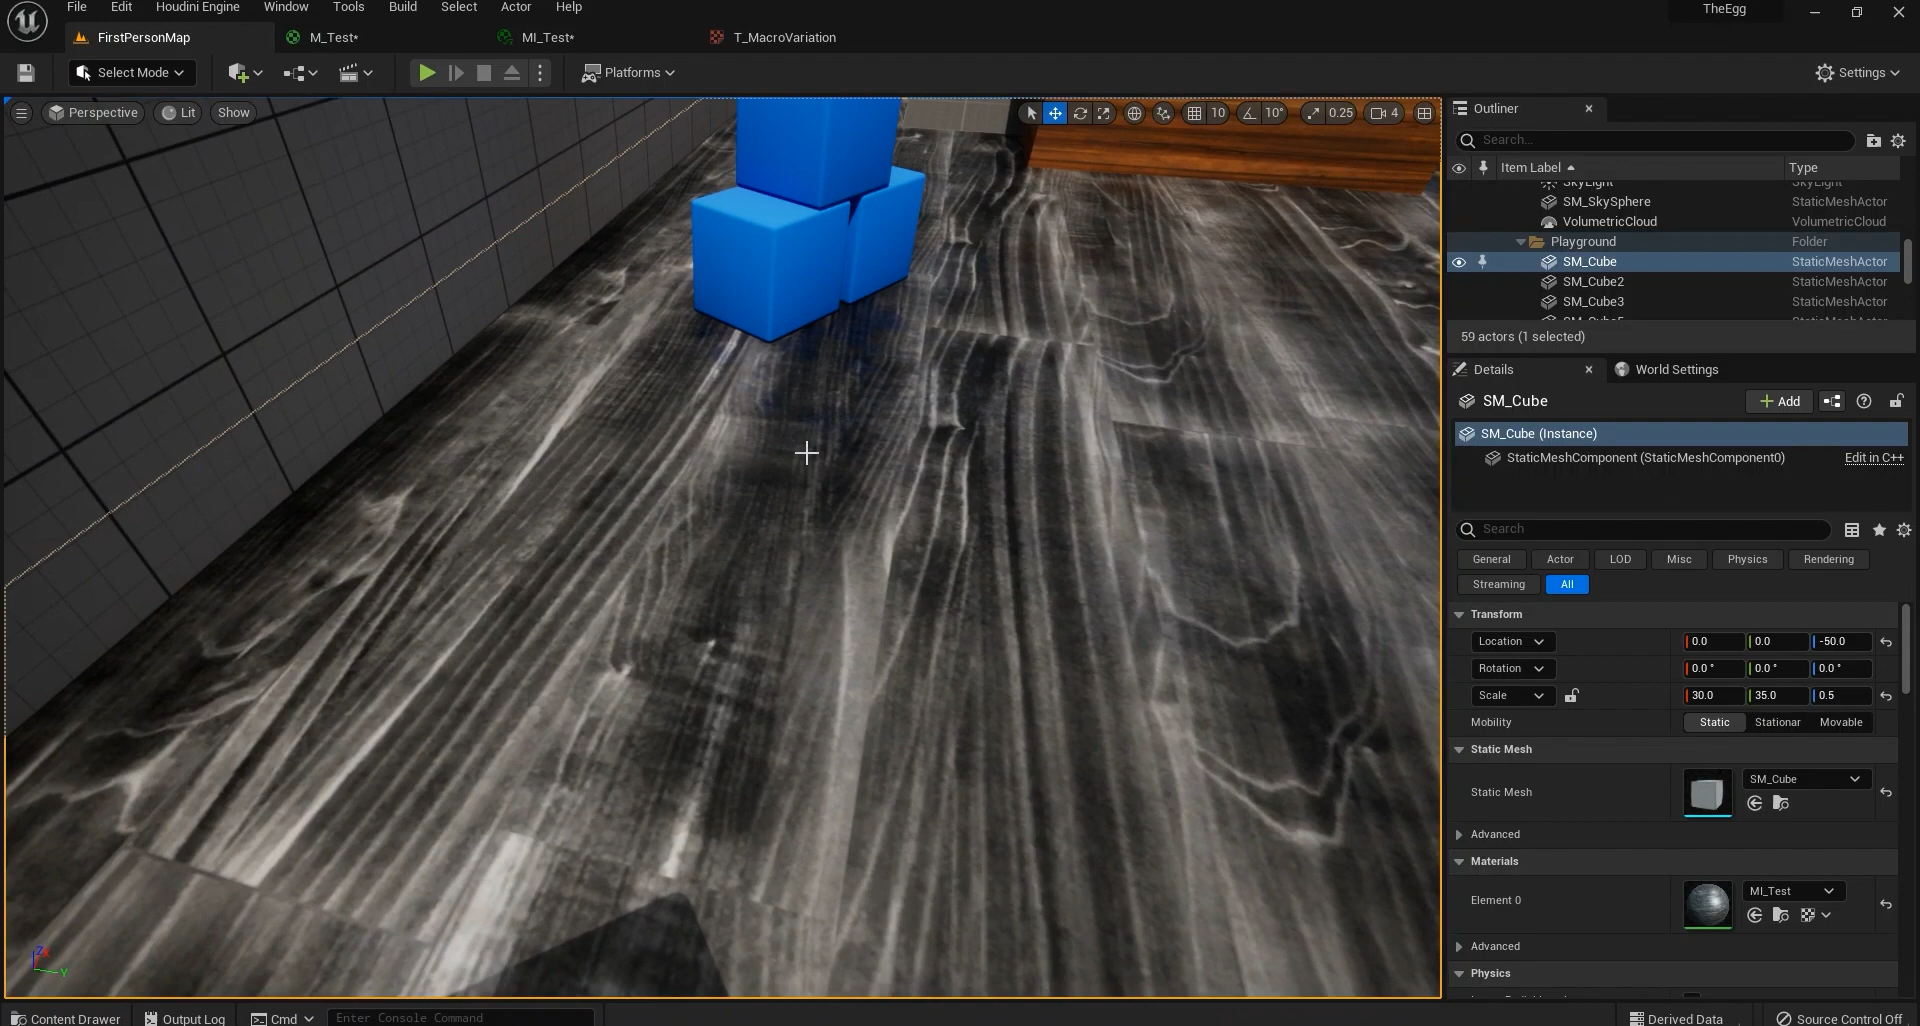 File Edit Houdini Engine Window Tools Build Select Actor Help
TheEgg
FirstPersonMap
M_Test*
MI_Test*
T_MacroVariation
Select Mode
Platforms
Settings
Perspective
Lit
Show
10
10°
0.25
4
Outliner
Search...
Item Label
Type
SkyLight SkyLight
SM_SkySphere StaticMeshActor
VolumetricCloud VolumetricCloud
Playground Folder
SM_Cube StaticMeshActor
SM_Cube2 StaticMeshActor
SM_Cube3 StaticMeshActor
59 actors (1 selected)
Details
World Settings
SM_Cube
Add
SM_Cube (Instance)
StaticMeshComponent (StaticMeshComponent0)
Edit in C++
Search
General Actor LOD Misc Physics Rendering
Streaming All
Transform
Location 0.0 0.0 -50.0
Rotation 0.0 ° 0.0 ° 0.0 °
Scale 30.0 35.0 0.5
Mobility Static Stationar Movable
Static Mesh
SM_Cube
Static Mesh
Advanced
Materials
MI_Test
Element 0
Advanced
Physics
Z
Y
Content Drawer
Output Log
Cmd
Enter Console Command
Derived Data
Source Control Off